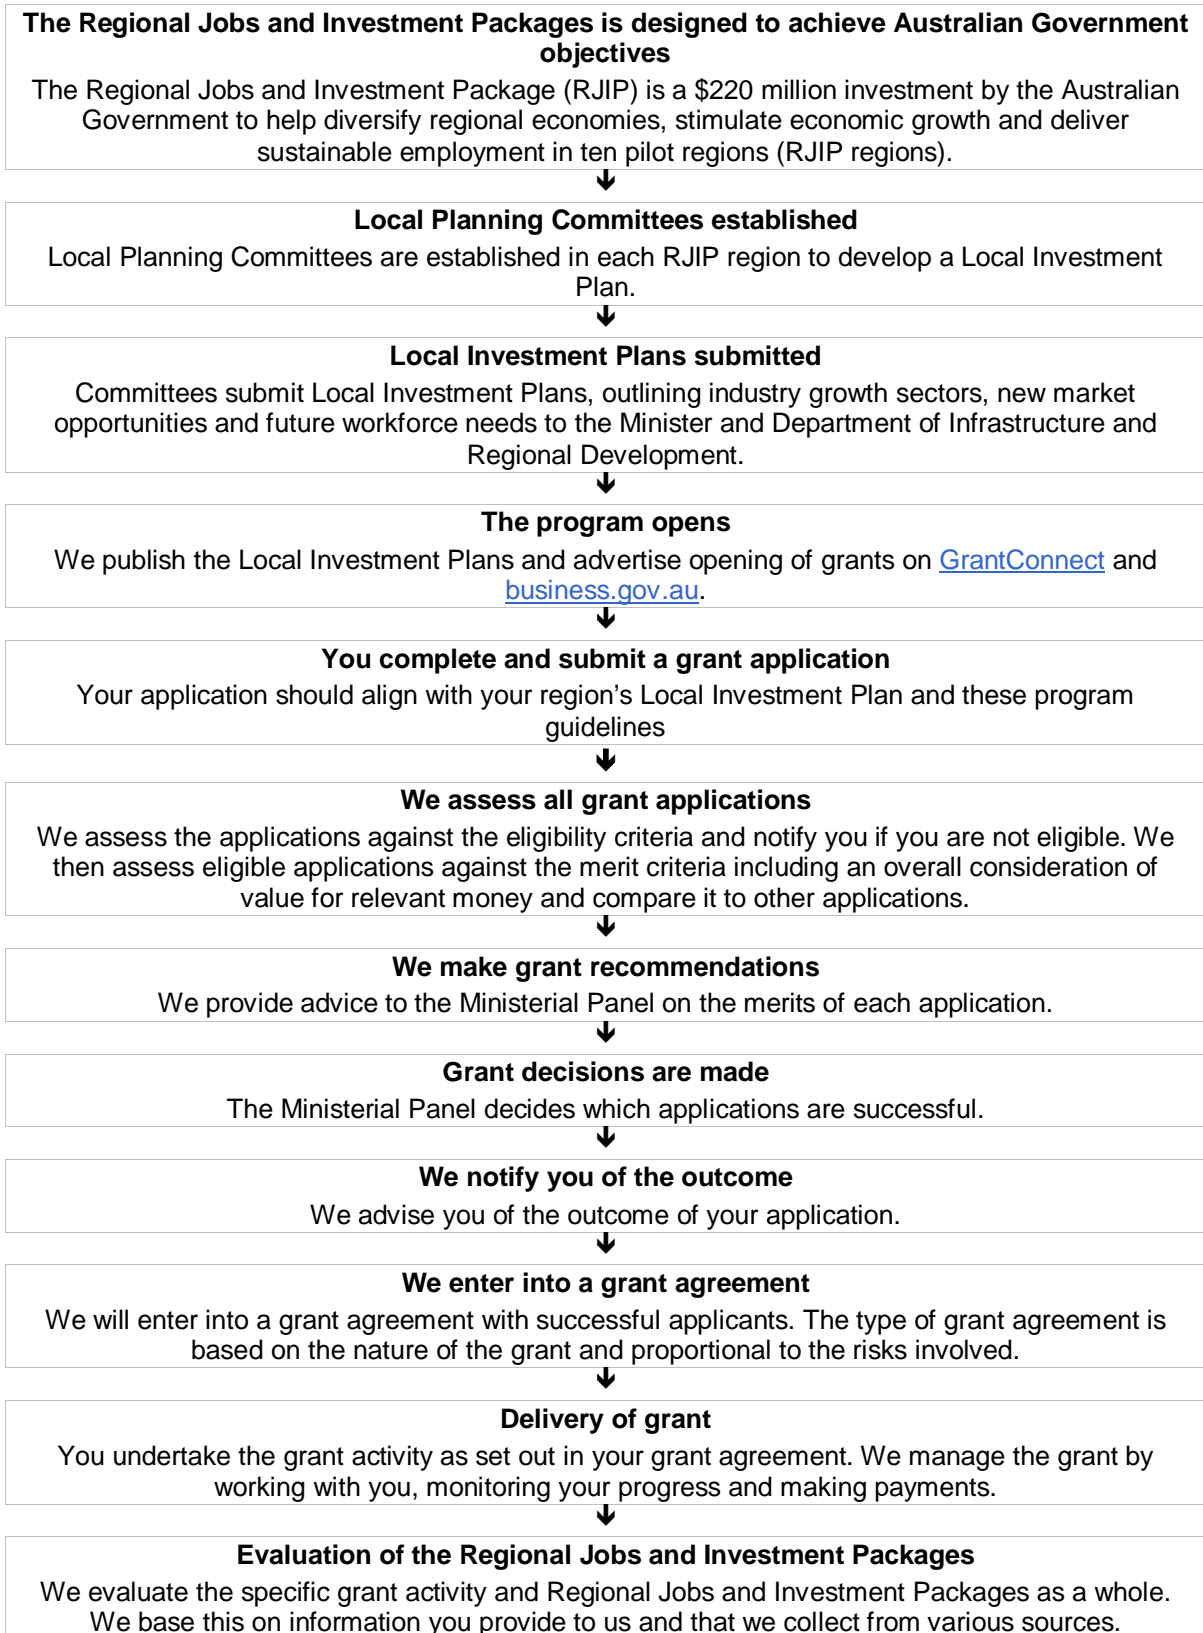 The Regional Jobs and Investment Packages is designed to achieve Australian Government
objectives
The Regional Jobs and Investment Package (RJIP) is a $220 million investment by the Australian
Government to help diversify regional economies, stimulate economic growth and deliver
sustainable employment in ten pilot regions (RJIP regions).
Local Planning Committees established
Local Planning Committees are established in each RJIP region to develop a Local Investment
Plan.
Local Investment Plans submitted
Committees submit Local Investment Plans, outlining industry growth sectors, new market
opportunities and future workforce needs to the Minister and Department of Infrastructure and
Regional Development.
The program opens
We publish the Local Investment Plans and advertise opening of grants on GrantConnect and
business.gov.au.
You complete and submit a grant application
Your application should align with your region's Local Investment Plan and these program
guidelines
We assess all grant applications
We assess the applications against the eligibility criteria and notify you if you are not eligible. We
then assess eligible applications against the merit criteria including an overall consideration of
value for relevant money and compare it to other applications.
We make grant recommendations
We provide advice to the Ministerial Panel on the merits of each application.
Grant decisions are made
The Ministerial Panel decides which applications are successful.
We notify you of the outcome
We advise you of the outcome of your application.
We enter into a grant agreement
We will enter into a grant agreement with successful applicants. The type of grant agreement is
based on the nature of the grant and proportional to the risks involved.
Delivery of grant
You undertake the grant activity as set out in your grant agreement. We manage the grant by
working with you, monitoring your progress and making payments.
Evaluation of the Regional Jobs and Investment Packages
We evaluate the specific grant activity and Regional Jobs and Investment Packages as a whole.
We base this on information you provide to us and that we collect from various sources.